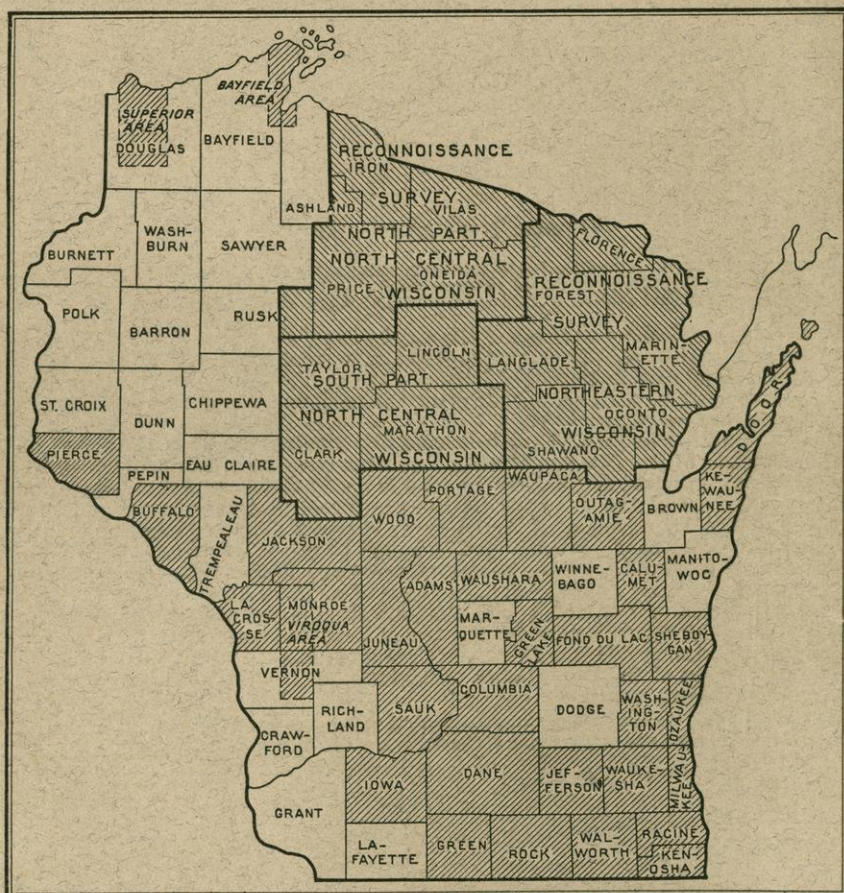 BAYFIELD
AREA
SUPERIOR
AREA
DOUGLAS
BAYFIELD
RECONNOISSANCE
IRON
ASHLAND
SURVEY
VILAS
NORTH PART
NORTH CENTRAL
ONEIDA
PRICE
WISCONSIN
FLORENCE
RECONNOISSANCE
FOREST
SURVEY
MARIN-
ETTE
LANGLADE
NORTHEASTERN
OCONTO
WISCONSIN
SHAWANO
BURNETT
WASH-
BURN
SAWYER
POLK
BARRON
RUSK
TAYLOR
LINCOLN
SOUTH PART
NORTH CENTRAL
MARATHON
CLARK
WISCONSIN
ST. CROIX
DUNN
CHIPPEWA
PIERCE
PEPIN
EAU CLAIRE
BUFFALO
TREMPEALEAU
JACKSON
WOOD
PORTAGE
WAUPACA
OUTAG-
AMIE
BROWN
KE-
WAU-
NEE
DOOR
LA
CROS-
SE
MONROE
VIROQUA
AREA
JUNEAU
ADAMS
WAUSHARA
WINNE-
BAGO
CALU-
MET
MANITO-
WOC
MAR-
QUETTE
GREEN
LAKE
FOND DU LAC
SHEBOY-
GAN
VERNON
RICH-
LAND
SAUK
COLUMBIA
DODGE
WASH-
ING-
TON
OZAUKEE
CRAW-
FORD
GRANT
IOWA
DANE
JEF-
FERSON
WAUKE-
SHA
MILWAU-
KEE
LA-
FAYETTE
GREEN
ROCK
WAL-
WORTH
RACINE
KEN-
OSHA